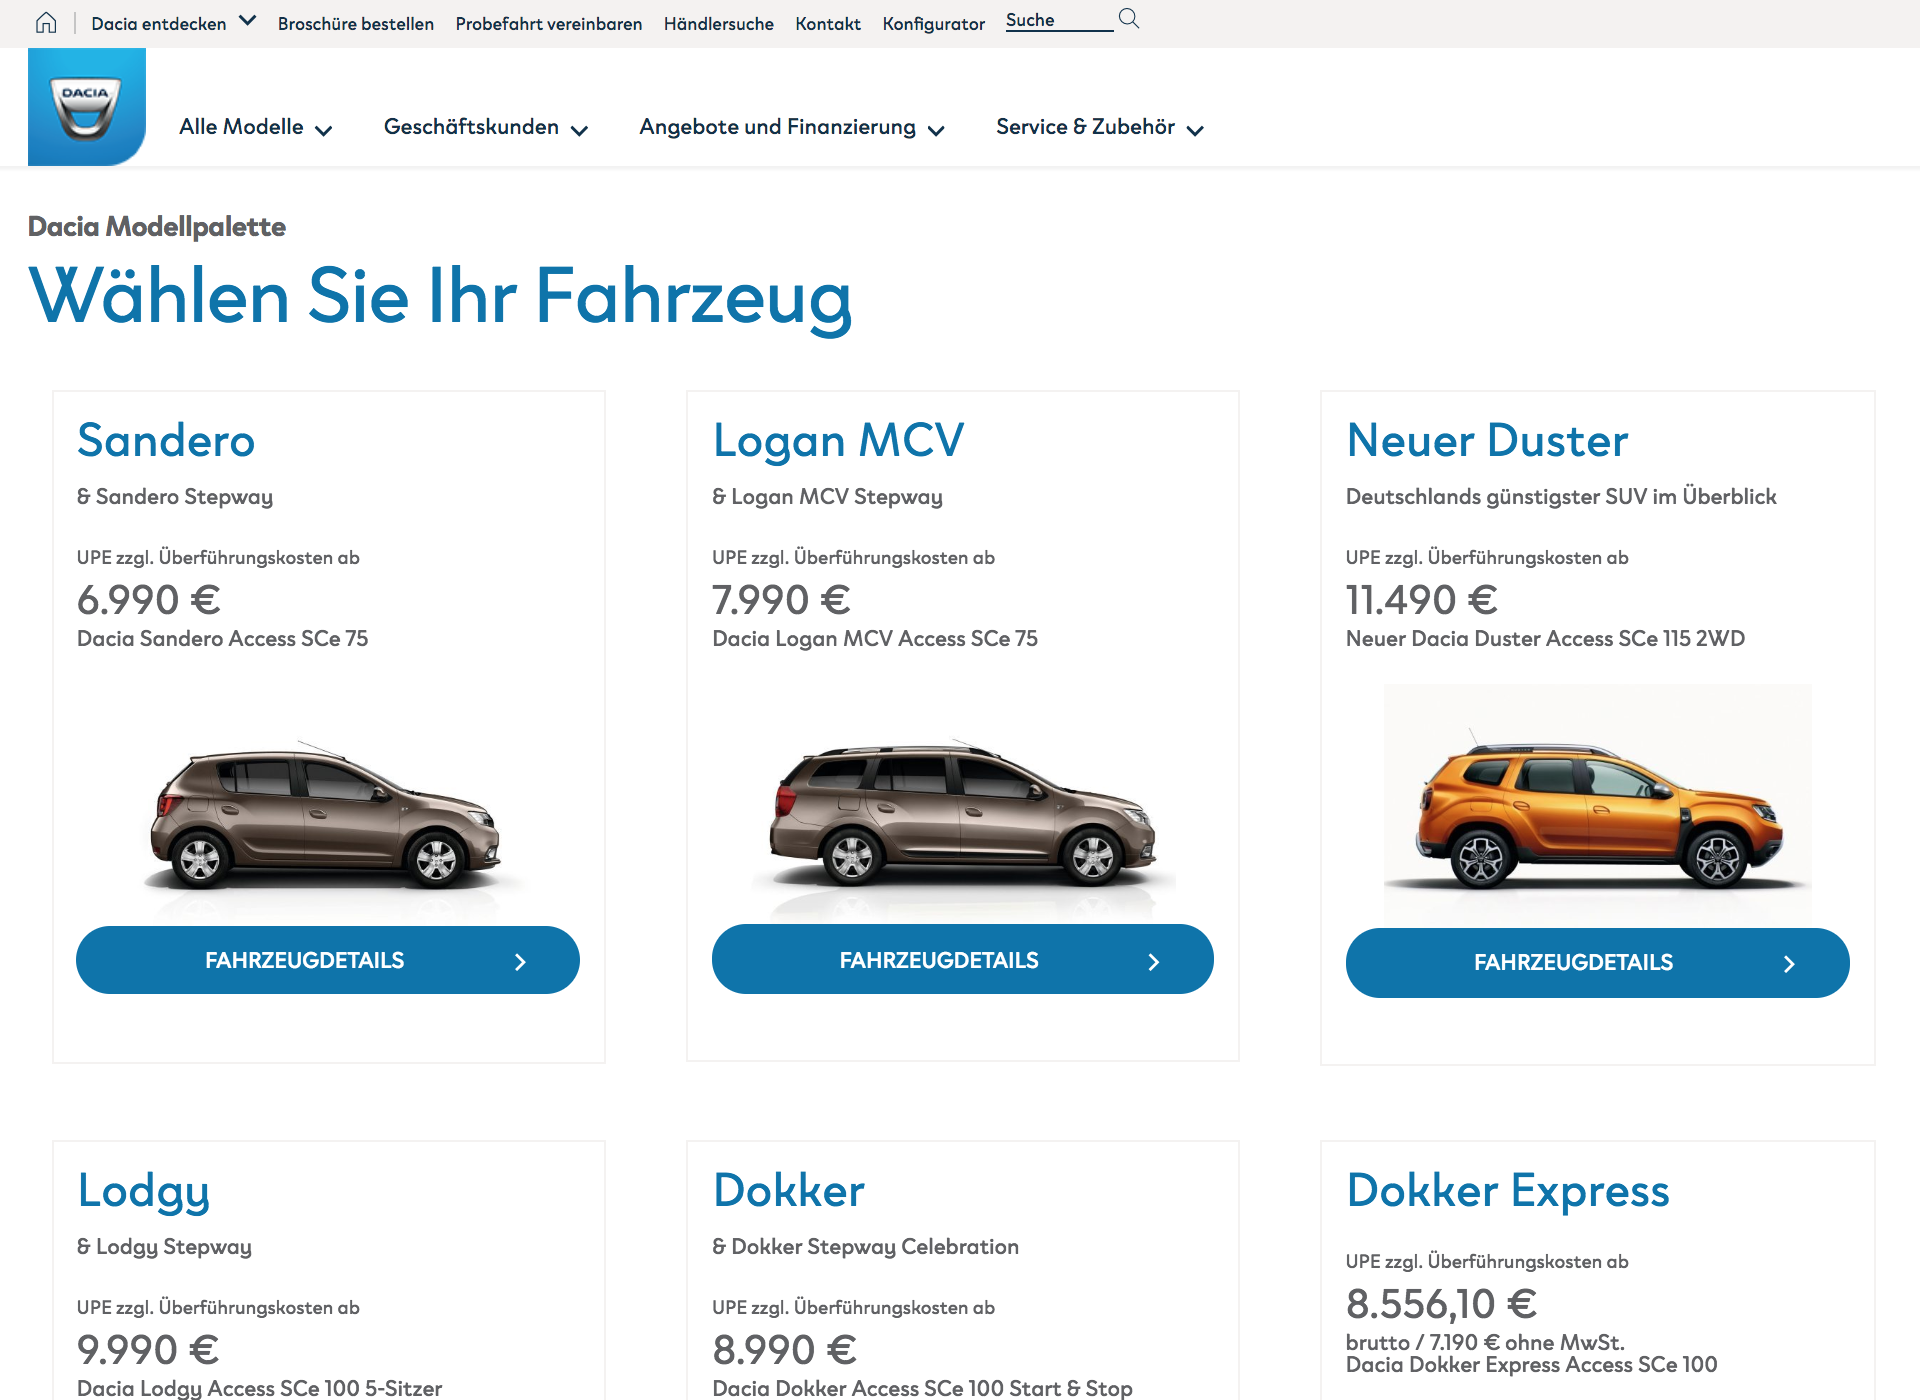 Dacia entdecken Broschüre bestellen Probefahrt vereinbaren Händlersuche Kontakt Konfigurator Suche
DACIA
Alle Modelle Geschäftskunden Angebote und Finanzierung Service & Zubehör
Dacia Modellpalette
Wählen Sie Ihr Fahrzeug
Sandero
& Sandero Stepway
UPE zzgl. Überführungskosten ab
6.990 €
Dacia Sandero Access SCe 75
FAHRZEUGDETAILS
Logan MCV
& Logan MCV Stepway
UPE zzgl. Überführungskosten ab
7.990 €
Dacia Logan MCV Access SCe 75
FAHRZEUGDETAILS
Neuer Duster
Deutschlands günstigster SUV im Überblick
UPE zzgl. Überführungskosten ab
11.490 €
Neuer Dacia Duster Access SCe 115 2WD
FAHRZEUGDETAILS
Lodgy
& Lodgy Stepway
UPE zzgl. Überführungskosten ab
9.990 €
Dacia Lodgy Access SCe 100 5-Sitzer
Dokker
& Dokker Stepway Celebration
UPE zzgl. Überführungskosten ab
8.990 €
Dacia Dokker Access SCe 100 Start & Stop
Dokker Express
UPE zzgl. Überführungskosten ab
8.556,10 €
brutto / 7.190 € ohne MwSt.
Dacia Dokker Express Access SCe 100